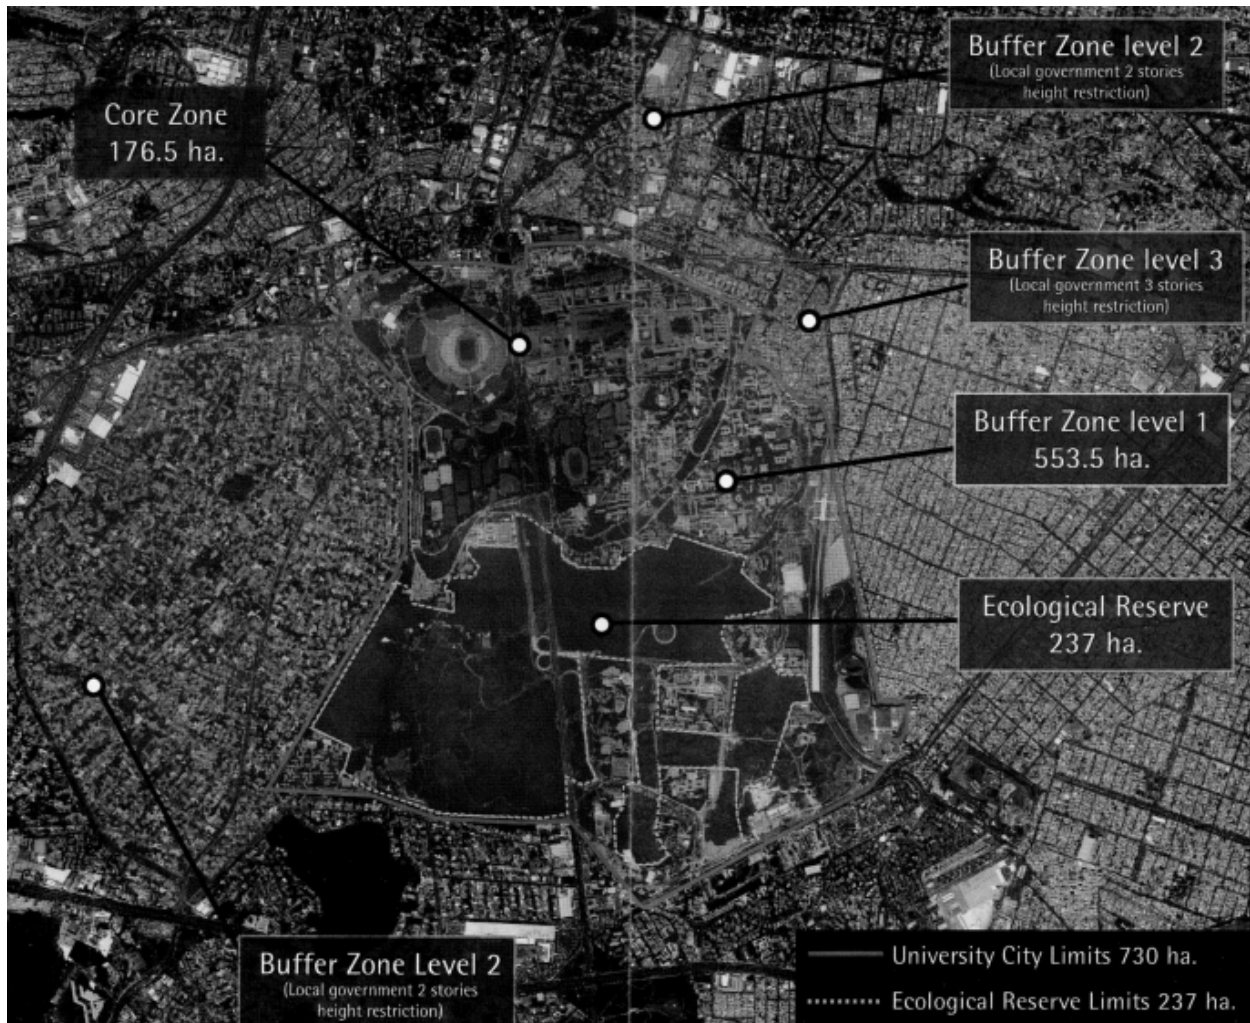 Buffer Zone level 2
(Local government 2 stories
height restriction)
Core Zone
176.5 ha.
Buffer Zone level 3
(Local government 3 stories
height restriction)
Buffer Zone level 1
553.5 ha.
Ecological Reserve
237 ha.
Buffer Zone Level 2
(Local government 2 stories
height restriction)
University City Limits 730 ha.
Ecological Reserve Limits 237 ha.